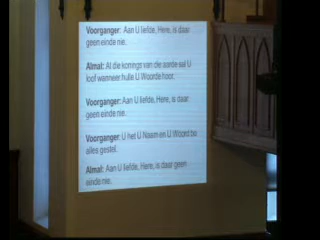 Voorganger: Aan U liefde, Here, is daar
geen einde nie.
Almal: Al die konings van die aarde sal U
loof wanneer hulle U Woorde hoor.
Voorganger: Aan U liefde, Here, is daar
geen einde nie.
Voorganger: U het U Naam en U Woord bo
alles gestel.
Almal: Aan U liefde, Here, is daar geen
einde nie.